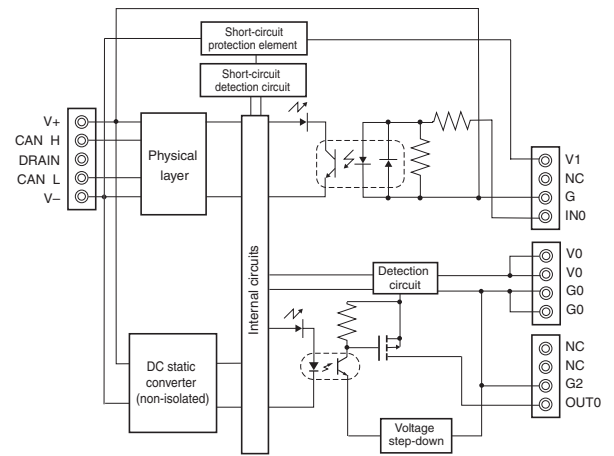 Short-circuit
protection element
Short-circuit
detection circuit
V+
CAN H
DRAIN
CAN L
V–
Physical
layer
V1
NC
G
IN0
Internal circuits
Detection
circuit
V0
V0
G0
G0
DC static
converter
(non-isolated)
NC
NC
G2
OUT0
Voltage
step-down